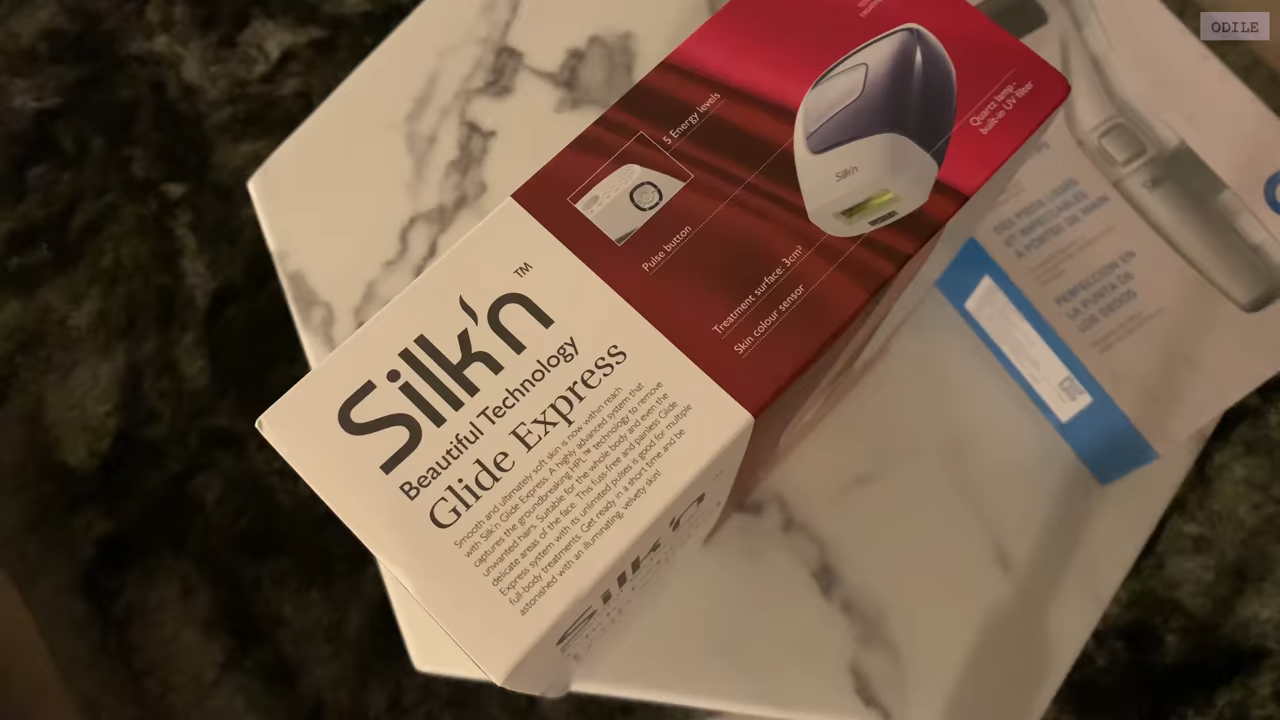 ODILE
Quartz lamp-
built-in UV filter
5 Energy levels
Silk'n
Pulse button
Treatment surface: 3cm²
Skin colour sensor
Silk'n™
Beautiful Technology
Glide Express
Smooth and ultimately soft skin is now within reach
with Silk'n Glide Express. A highly advanced system that
captures the groundbreaking HPL™ technology to remove
unwanted hairs. Suitable for the whole body and even the
delicate areas of the face. This fuss-free and painless Glide
Express system with its unlimited pulses is good for multiple
full-body treatments. Get ready in a short time and be
astonished with an illuminating, velvety skin!
Silk'n
DES PIEDS LISSES
ET IMPECCABLES
À PORTÉE DE MAIN
PERFECCIÓN EN
LA PUNTA DE
LOS DEDOS